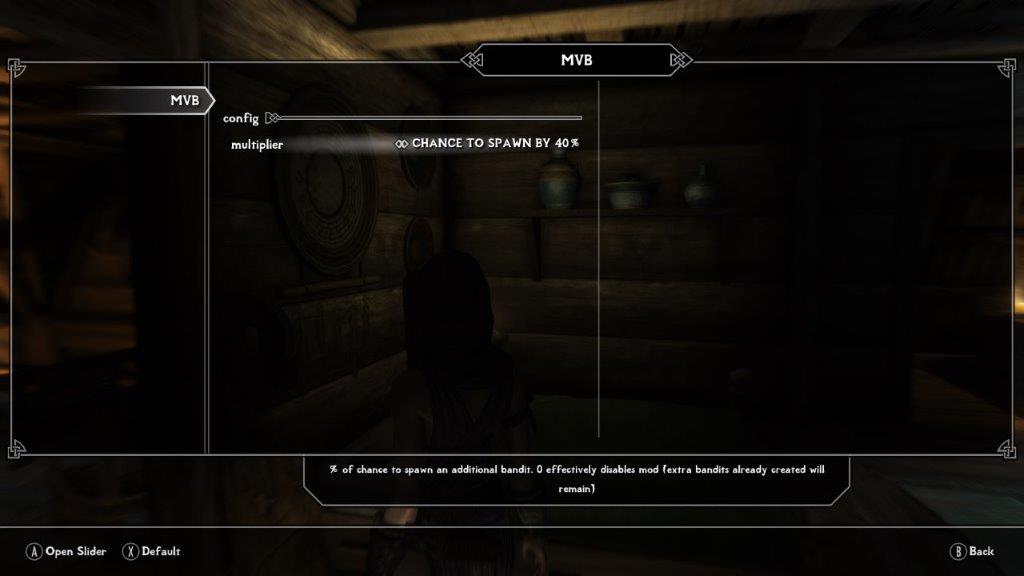 MVB
MVB
config
multiplier CHANCE TO SPAWN BY 40%
% of chance to spawn an additional bandit. 0 effectively disables mod (extra bandits already created will
remain)
A Open Slider X Default B Back